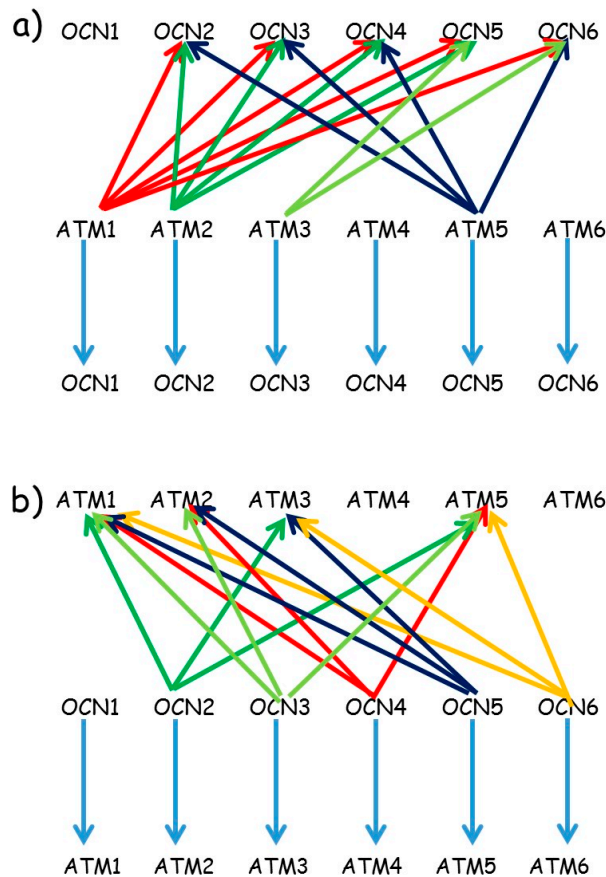 a) OCN1 OCN2 OCN3 OCN4 OCN5 OCN6
ATM1 ATM2 ATM3 ATM4 ATM5 ATM6
OCN1 OCN2 OCN3 OCN4 OCN5 OCN6
b) ATM1 ATM2 ATM3 ATM4 ATM5 ATM6
OCN1 OCN2 OCN3 OCN4 OCN5 OCN6
ATM1 ATM2 ATM3 ATM4 ATM5 ATM6